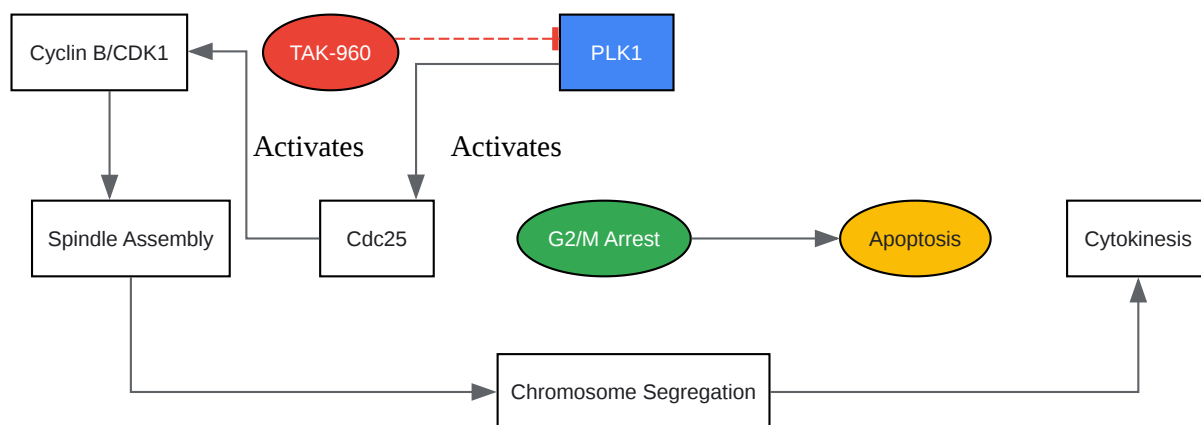 Cyclin B/CDK1
TAK-960
PLK1
Activates
Activates
Spindle Assembly
Cdc25
G2/M Arrest
Apoptosis
Cytokinesis
Chromosome Segregation